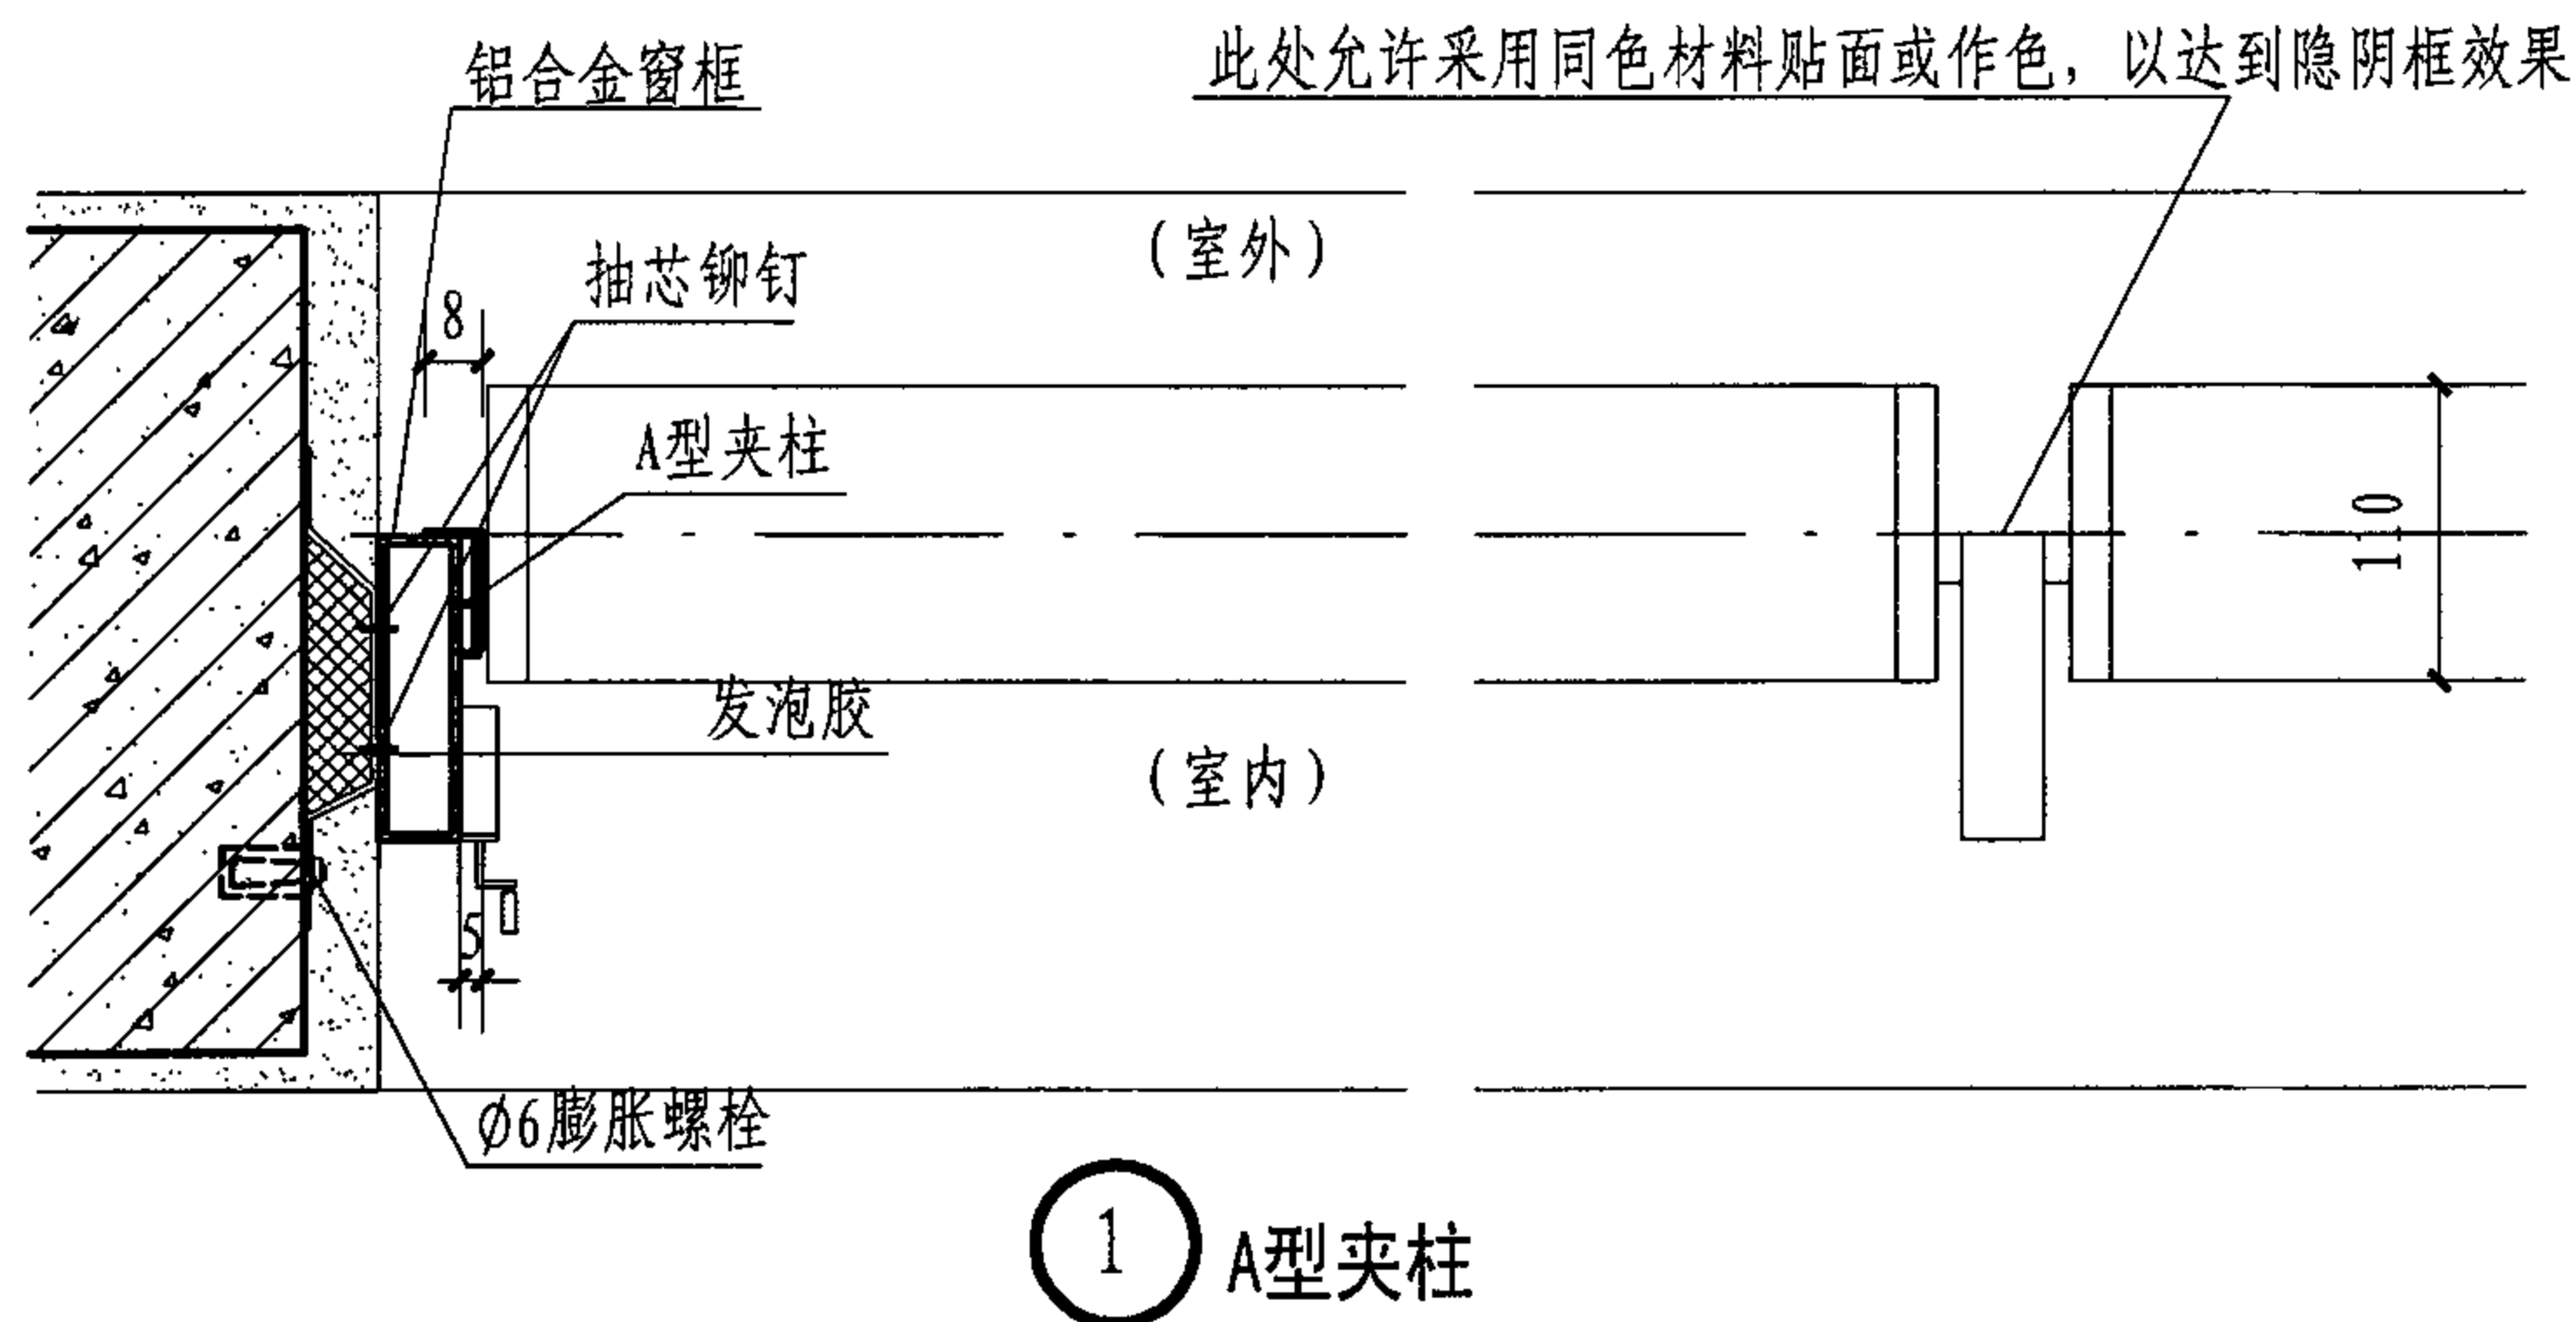 铝合金窗框
此处允许采用同色材料贴面或作色，以达到隐阴框效果
(室外)
抽芯铆钉
8
A型夹柱
110
发泡胶
(室内)
5
Ø6膨胀螺栓
1 A型夹柱